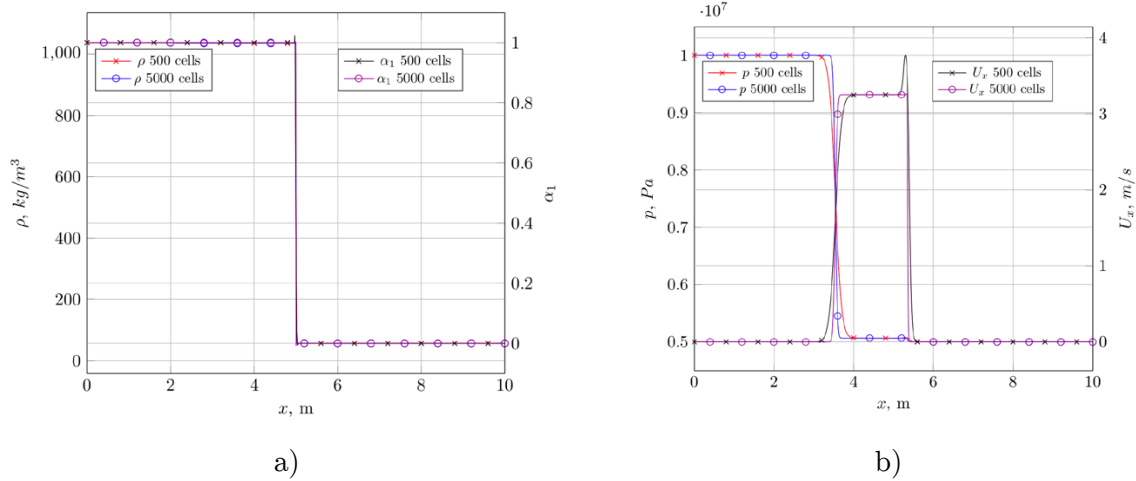 ·10⁷
1,000
800
600
400
200
0
ρ, kg/m³
1
0.8
0.6
0.4
0.2
0
α₁
ρ 500 cells
ρ 5000 cells
α₁ 500 cells
α₁ 5000 cells
0 2 4 6 8 10
x, m
a)
1
0.9
0.8
0.7
0.6
0.5
p, Pa
4
3
2
1
0
U_x, m/s
p 500 cells
p 5000 cells
U_x 500 cells
U_x 5000 cells
0 2 4 6 8 10
x, m
b)